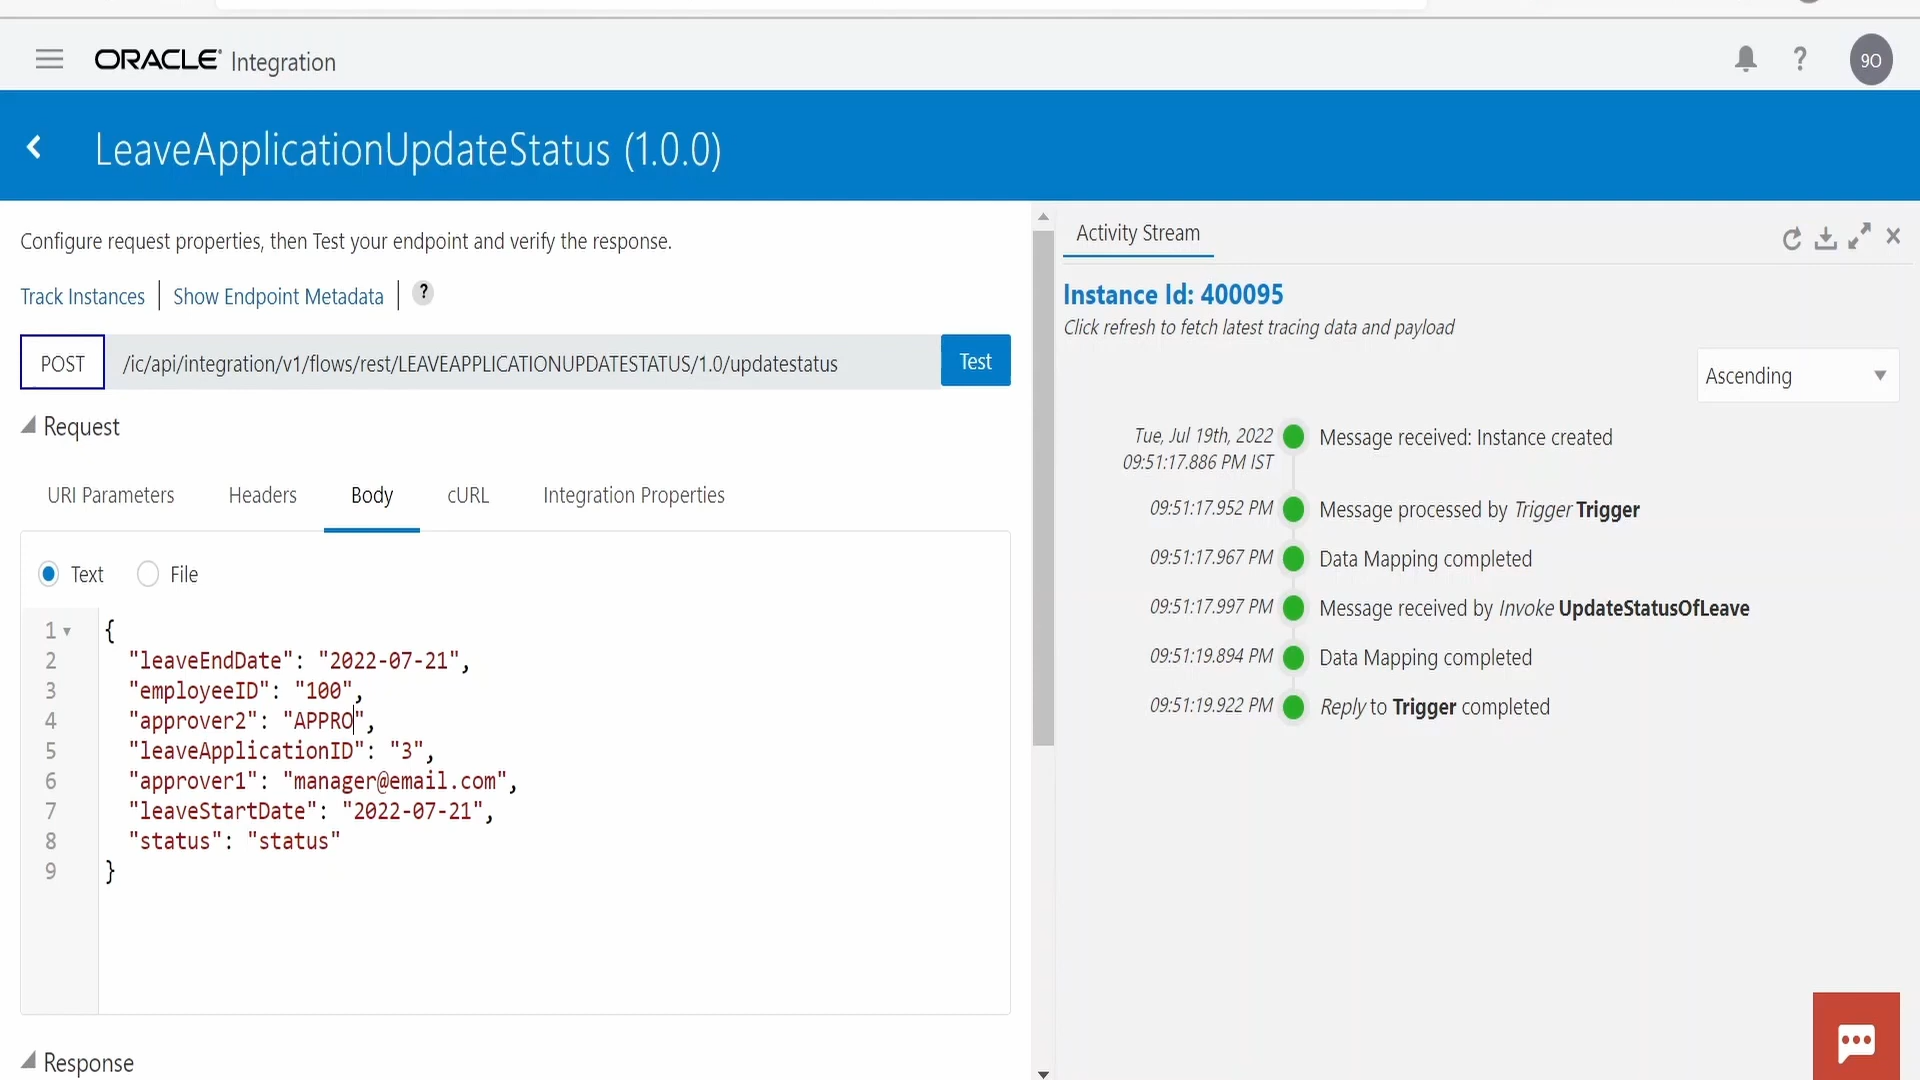 ORACLE Integration
? 9O
LeaveApplicationUpdateStatus (1.0.0)
Configure request properties, then Test your endpoint and verify the response.
Track Instances | Show Endpoint Metadata | ?
POST /ic/api/integration/v1/flows/rest/LEAVEAPPLICATIONUPDATESTATUS/1.0/updatestatus Test
Request
URI Parameters Headers Body cURL Integration Properties
Text File
1 {
2 "leaveEndDate": "2022-07-21",
3 "employeeID": "100",
4 "approver2": "APPRO",
5 "leaveApplicationID": "3",
6 "approver1": "manager@email.com",
7 "leaveStartDate": "2022-07-21",
8 "status": "status"
9 }
Response
Activity Stream
Instance Id: 400095
Click refresh to fetch latest tracing data and payload
Ascending
Tue, Jul 19th, 2022
09:51:17.886 PM IST Message received: Instance created
09:51:17.952 PM Message processed by Trigger Trigger
09:51:17.967 PM Data Mapping completed
09:51:17.997 PM Message received by Invoke UpdateStatusOfLeave
09:51:19.894 PM Data Mapping completed
09:51:19.922 PM Reply to Trigger completed